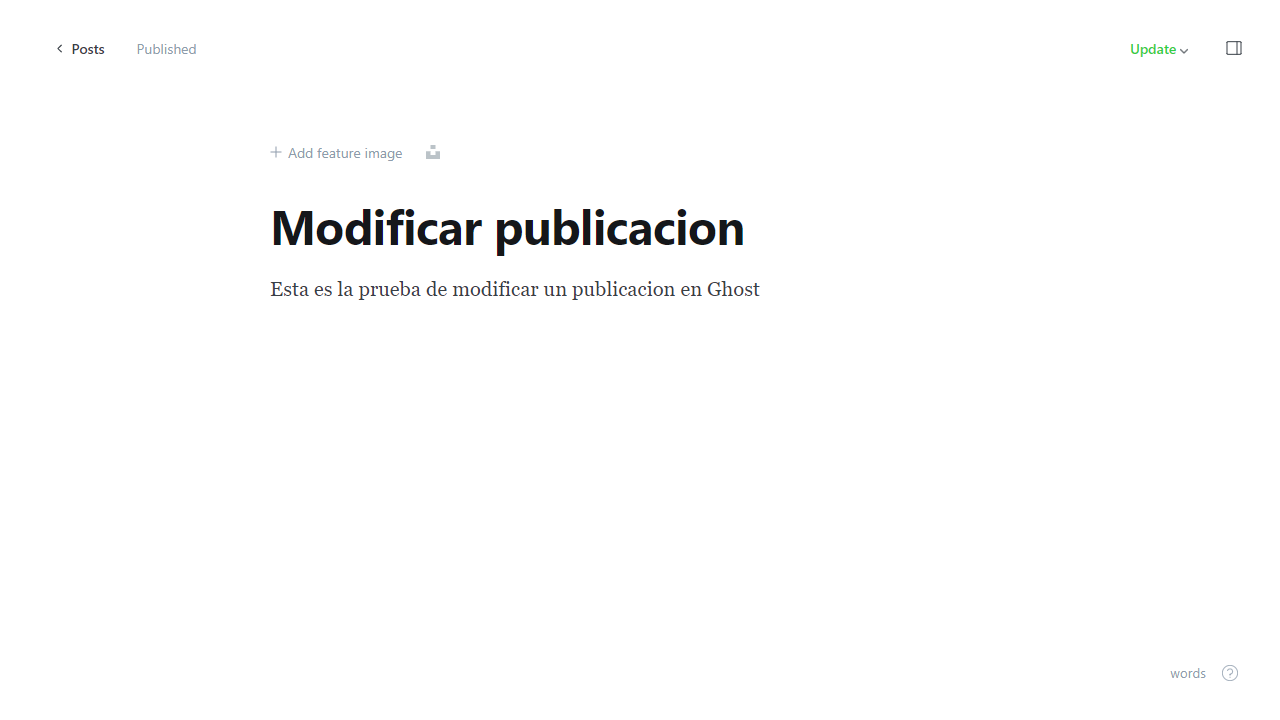 Posts Published Update
Add feature image
Modificar publicacion
Esta es la prueba de modificar un publicacion en Ghost
words